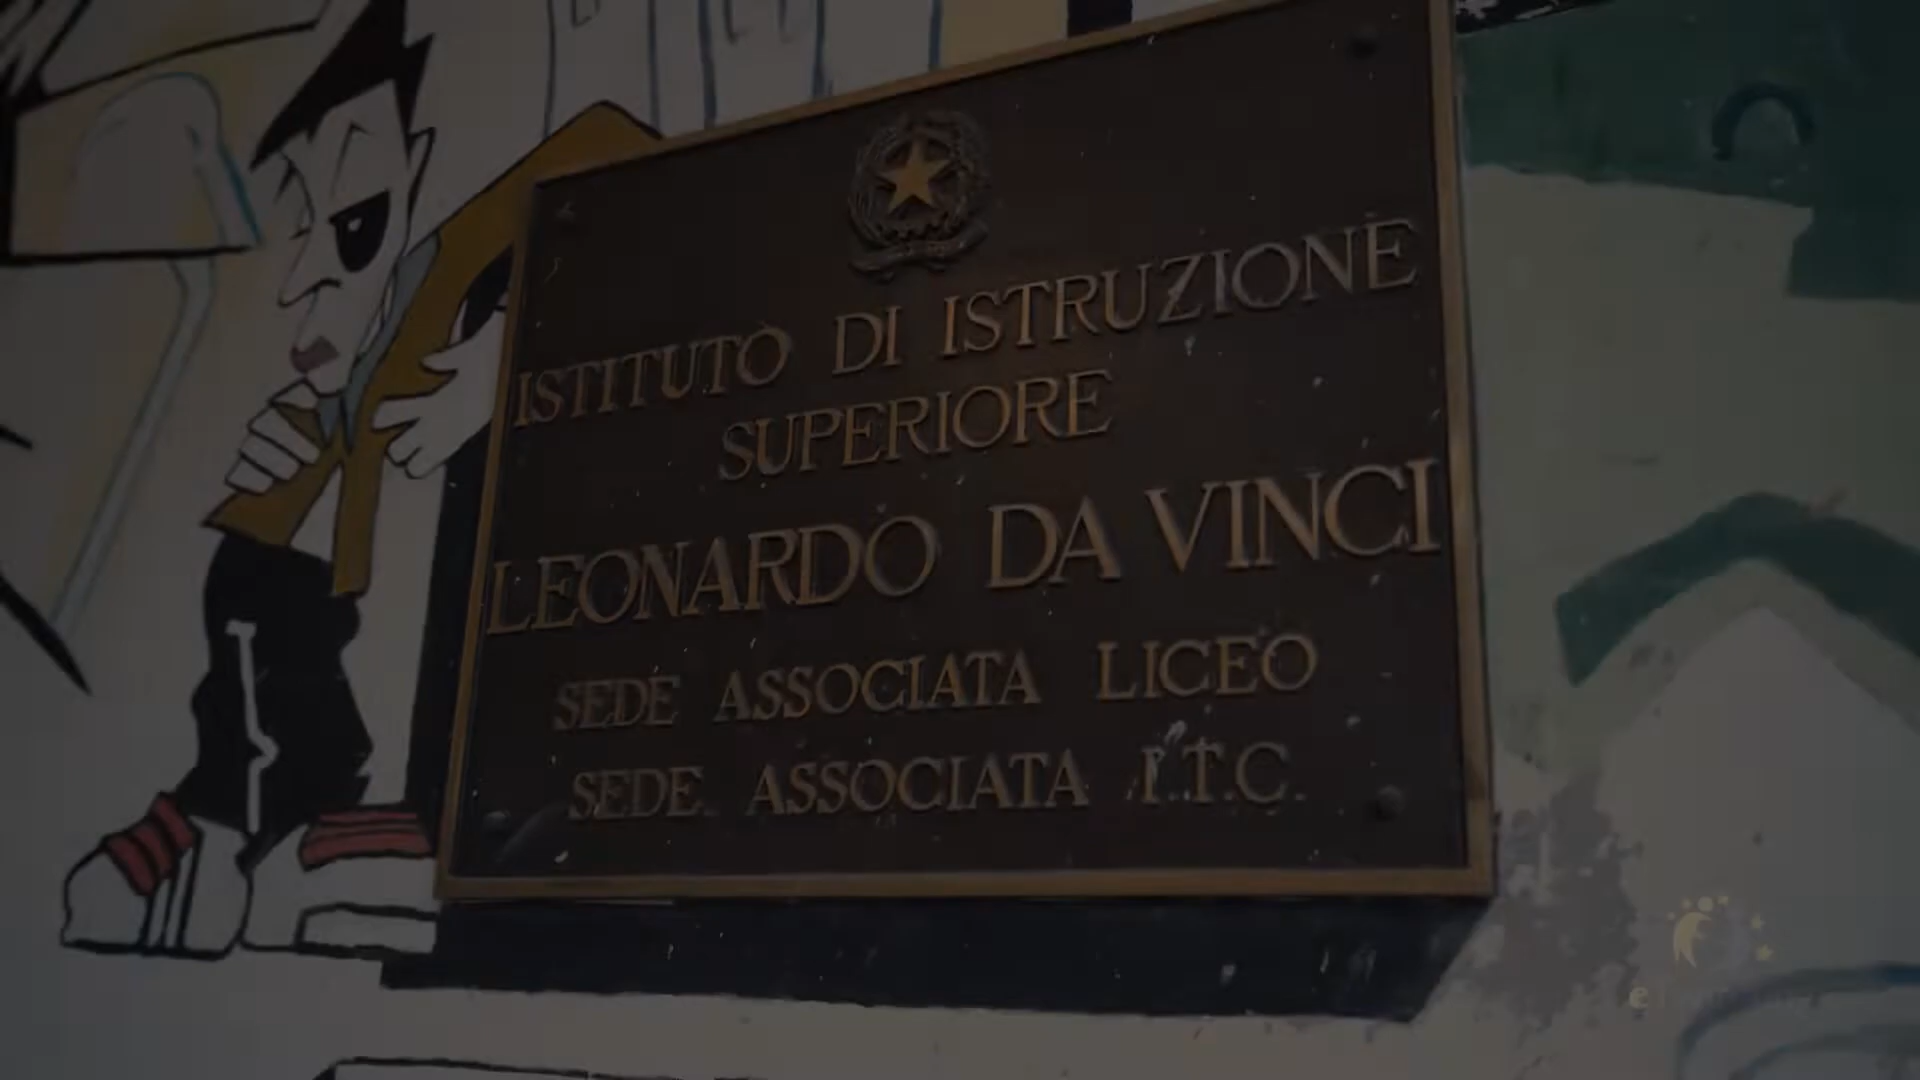 ISTITUTO DI ISTRUZIONE
SUPERIORE
LEONARDO DA VINCI
SEDE ASSOCIATA LICEO
SEDE ASSOCIATA I.T.C.